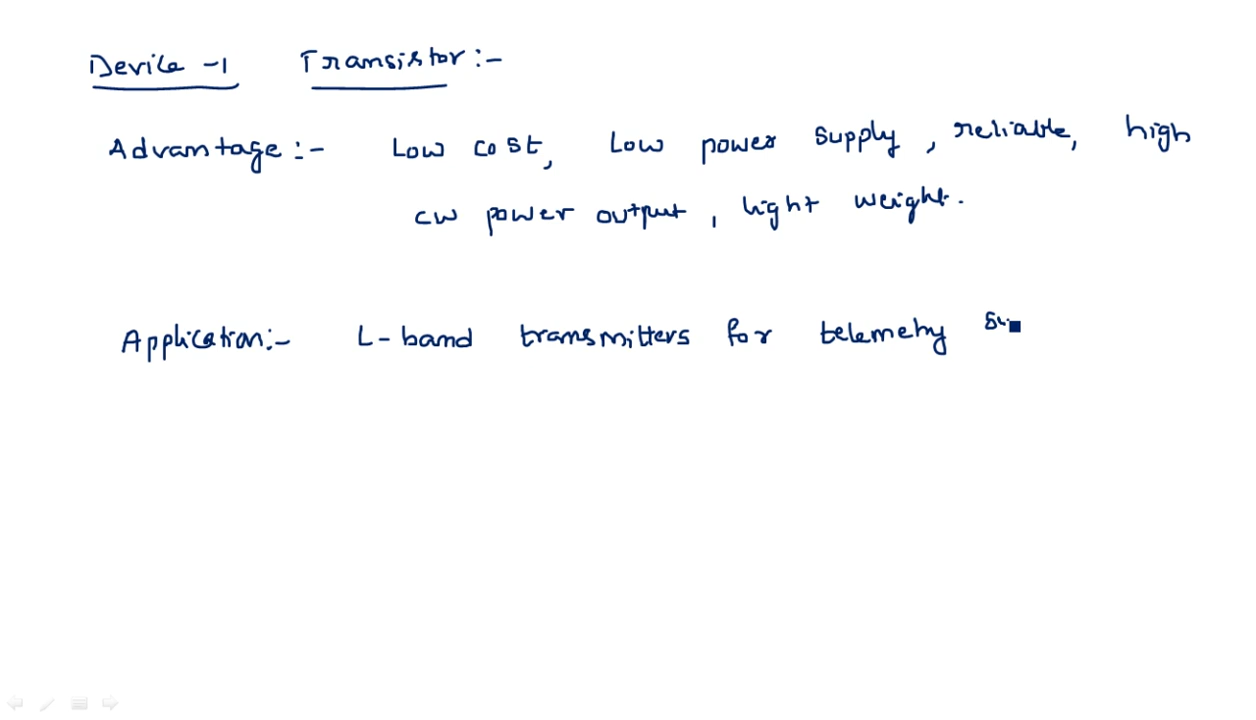 Device -1 Transistor:-
Advantage:- Low cost, Low power supply, reliable, high
cw power output, light weight.
Application:- L-band transmitters for telemetry